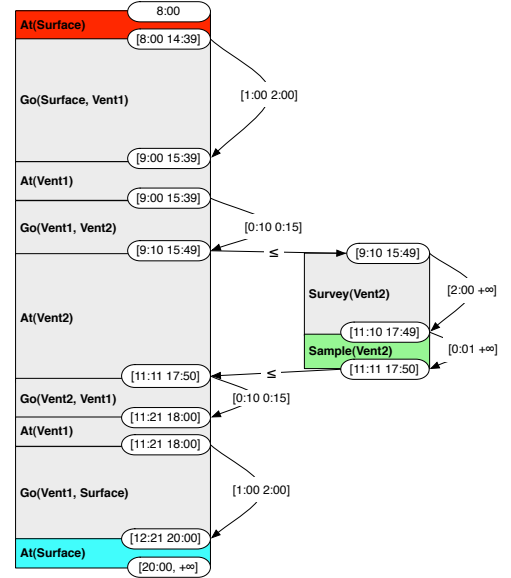 8:00
At(Surface)
[8:00 14:39]
Go(Surface, Vent1)
[1:00 2:00]
[9:00 15:39]
At(Vent1)
[9:00 15:39]
Go(Vent1, Vent2)
[0:10 0:15]
[9:10 15:49]
≤
[9:10 15:49]
Survey(Vent2)
[2:00 +∞]
At(Vent2)
[11:10 17:49]
Sample(Vent2)
[0:01 +∞]
[11:11 17:50]
≤
[11:11 17:50]
Go(Vent2, Vent1)
[0:10 0:15]
[11:21 18:00]
At(Vent1)
[11:21 18:00]
Go(Vent1, Surface)
[1:00 2:00]
[12:21 20:00]
At(Surface)
[20:00, +∞]